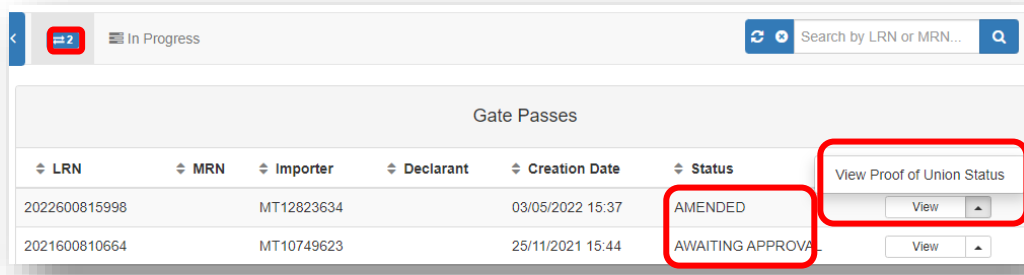 2 In Progress Search by LRN or MRN...
Gate Passes
LRN MRN Importer Declarant Creation Date Status
View Proof of Union Status
2022600815998 MT12823634 03/05/2022 15:37 AMENDED View
2021600810664 MT10749623 25/11/2021 15:44 AWAITING APPROVAL View